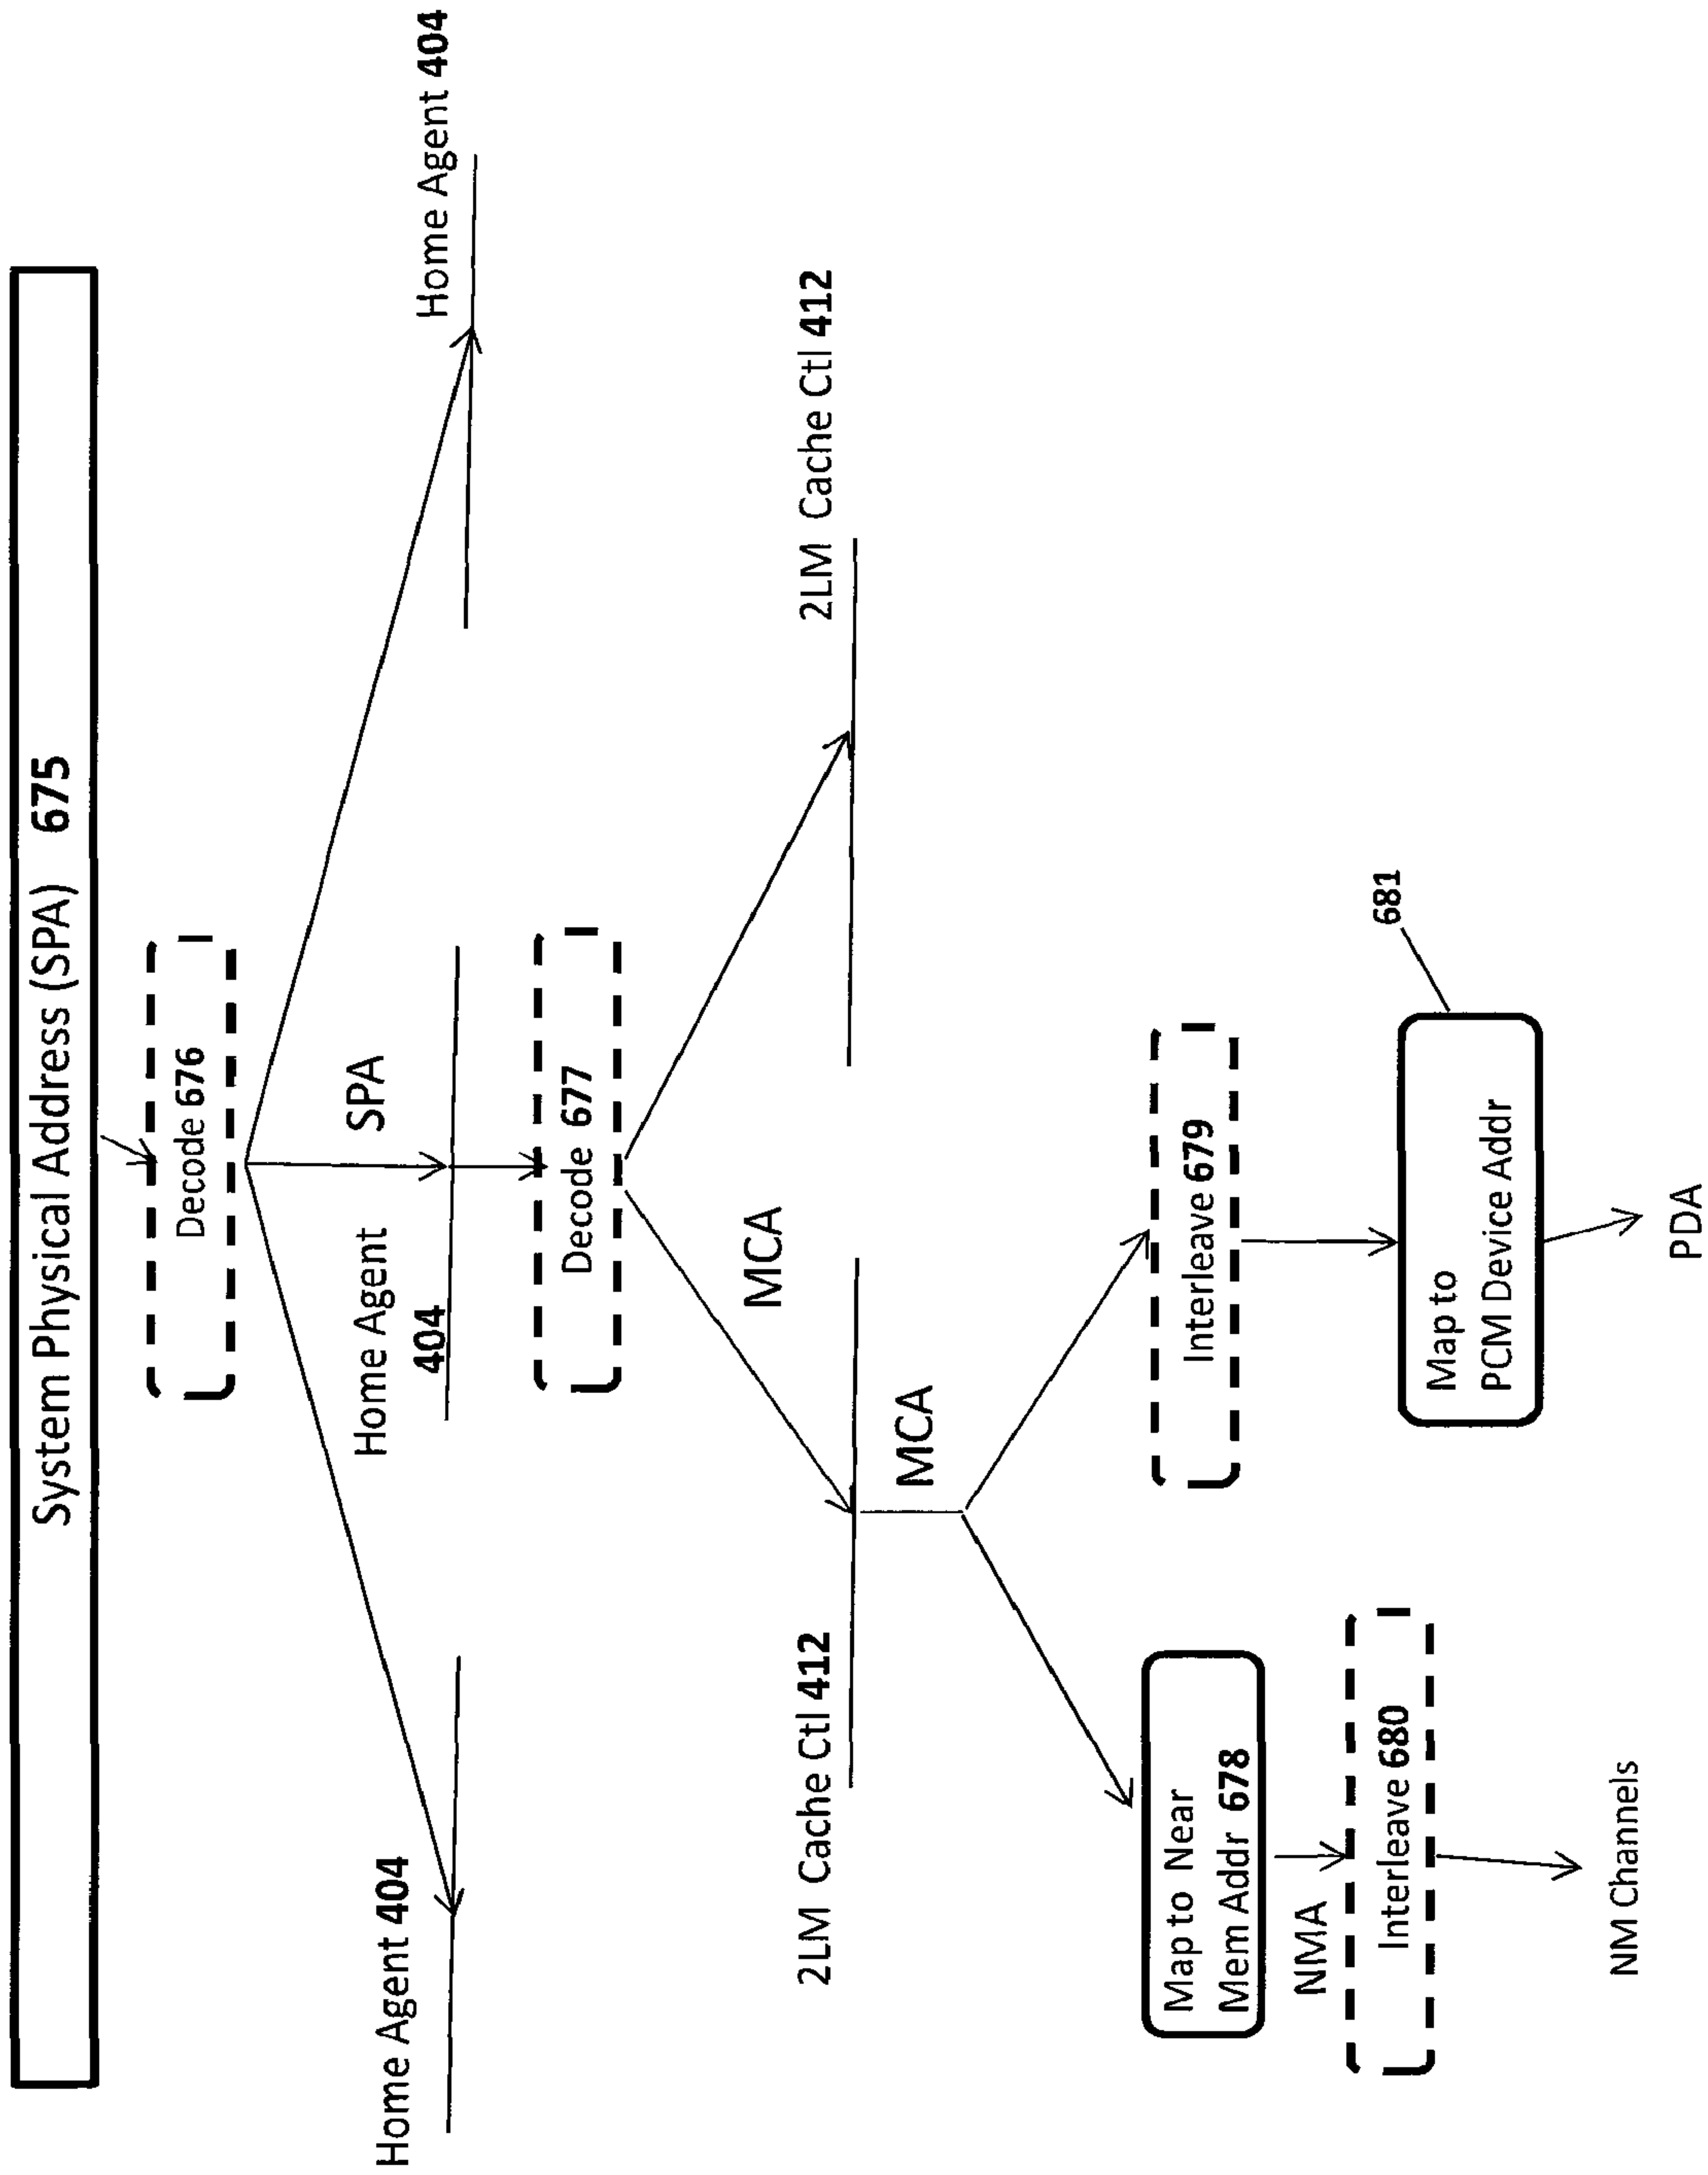 System Physical Address (SPA) 675
Decode 676
Home Agent 404
Home Agent
404
SPA
Home Agent 404
Decode 677
MCA
2LM Cache Ctl 412
2LM Cache Ctl 412
MCA
Map to Near
Mem Addr 678
Interleave 679
NMA
Interleave 680
681
Map to
PCM Device Addr
NM Channels
PDA